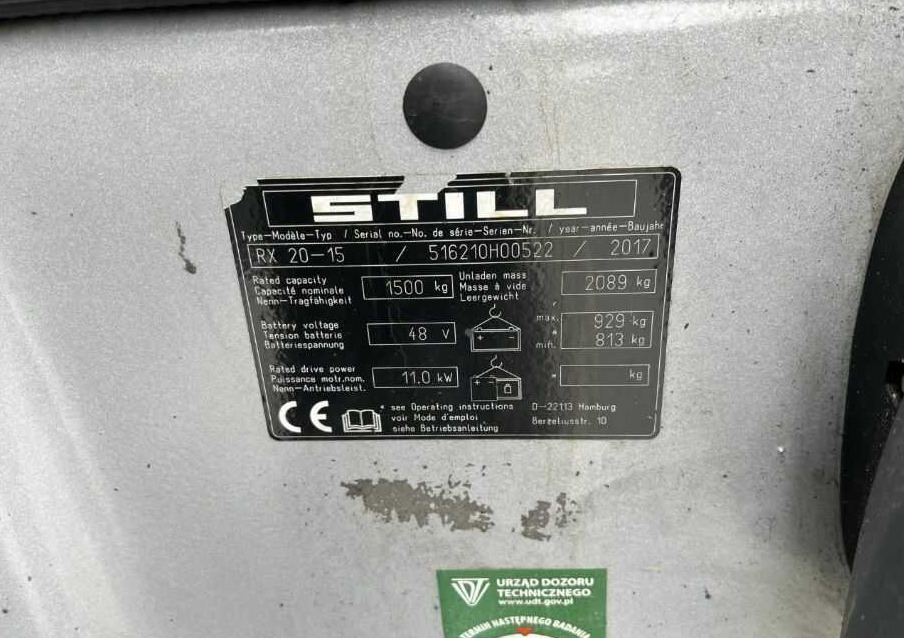 STILL
Type-Modèle-Typ / Serial no.-No. de série-Serien-Nr. / year-année-Baujahr
RX 20-15 / 516210H00522 / 2017
Rated capacity
Capacité nominale
Nenn-Tragfähigkeit
1500 kg
Unladen mass
Masse à vide
Leergewicht
2089 kg
Battery voltage
Tension batterie
Batteriespannung
48 V
+ -
*
max.
929 kg
*
min.
813 kg
Rated drive power
Puissance motr.nom.
Nenn-Antriebsleist.
11.0 kW
+
*
kg
CE
* see Operating instructions
voir Mode d'emploi
siehe Betriebsanleitung
D-22113 Hamburg
Berzeliusstr. 10
UDT
URZĄD DOZORU
TECHNICZNEGO
www.udt.gov.pl
TERMIN NASTĘPNEGO BADANIA